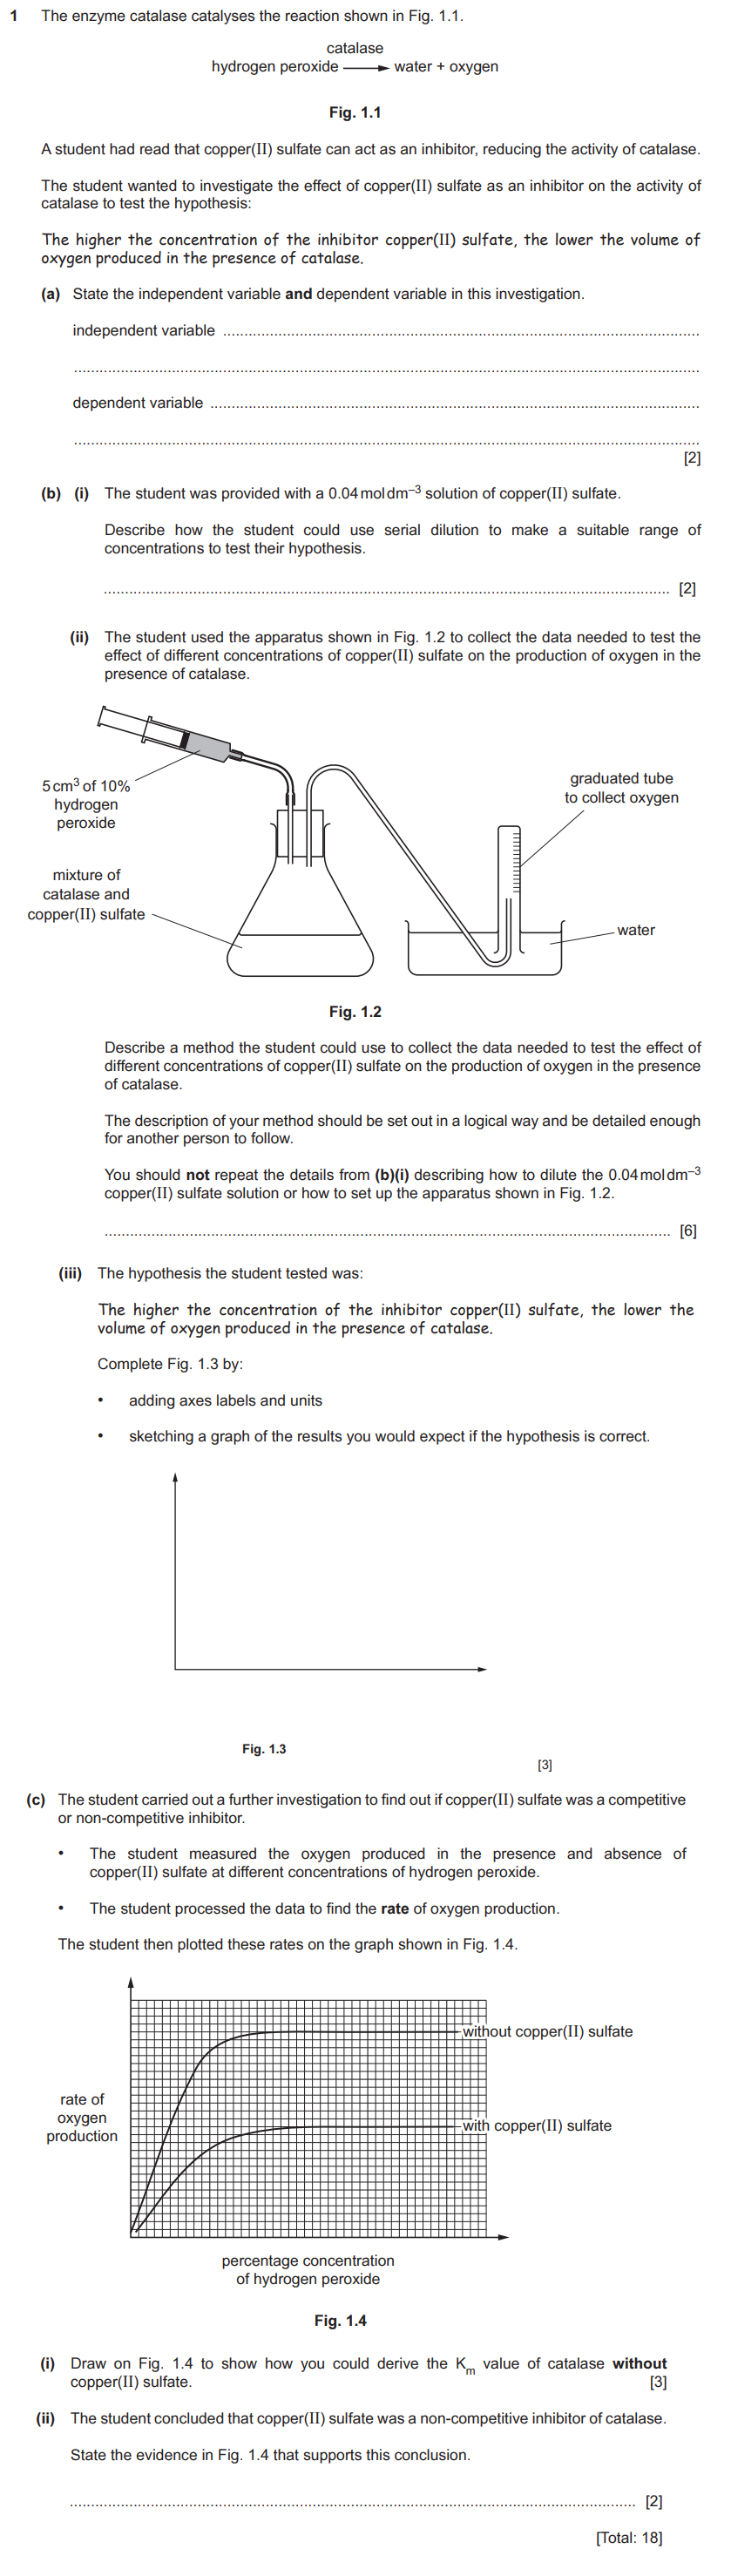 1 The enzyme catalase catalyses the reaction shown in Fig. 1.1.
catalase
hydrogen peroxide ⟶ water + oxygen
Fig. 1.1
A student had read that copper(II) sulfate can act as an inhibitor, reducing the activity of catalase.
The student wanted to investigate the effect of copper(II) sulfate as an inhibitor on the activity of
catalase to test the hypothesis:
The higher the concentration of the inhibitor copper(II) sulfate, the lower the volume of
oxygen produced in the presence of catalase.
(a) State the independent variable and dependent variable in this investigation.
independent variable ................................................................
................................................................
dependent variable ................................................................
................................................................
[2]
(b) (i) The student was provided with a 0.04 mol dm⁻³ solution of copper(II) sulfate.
Describe how the student could use serial dilution to make a suitable range of
concentrations to test their hypothesis.
................................................................ [2]
(ii) The student used the apparatus shown in Fig. 1.2 to collect the data needed to test the
effect of different concentrations of copper(II) sulfate on the production of oxygen in the
presence of catalase.
5 cm³ of 10%
hydrogen
peroxide
graduated tube
to collect oxygen
mixture of
catalase and
copper(II) sulfate
water
Fig. 1.2
Describe a method the student could use to collect the data needed to test the effect of
different concentrations of copper(II) sulfate on the production of oxygen in the presence
of catalase.
The description of your method should be set out in a logical way and be detailed enough
for another person to follow.
You should not repeat the details from (b)(i) describing how to dilute the 0.04 mol dm⁻³
copper(II) sulfate solution or how to set up the apparatus shown in Fig. 1.2.
................................................................ [6]
(iii) The hypothesis the student tested was:
The higher the concentration of the inhibitor copper(II) sulfate, the lower the
volume of oxygen produced in the presence of catalase.
Complete Fig. 1.3 by:
• adding axes labels and units
• sketching a graph of the results you would expect if the hypothesis is correct.
Fig. 1.3
[3]
(c) The student carried out a further investigation to find out if copper(II) sulfate was a competitive
or non-competitive inhibitor.
• The student measured the oxygen produced in the presence and absence of
copper(II) sulfate at different concentrations of hydrogen peroxide.
• The student processed the data to find the rate of oxygen production.
The student then plotted these rates on the graph shown in Fig. 1.4.
without copper(II) sulfate
rate of
oxygen
production
with copper(II) sulfate
percentage concentration
of hydrogen peroxide
Fig. 1.4
(i) Draw on Fig. 1.4 to show how you could derive the Kₘ value of catalase without
copper(II) sulfate. [3]
(ii) The student concluded that copper(II) sulfate was a non-competitive inhibitor of catalase.
State the evidence in Fig. 1.4 that supports this conclusion.
................................................................ [2]
[Total: 18]